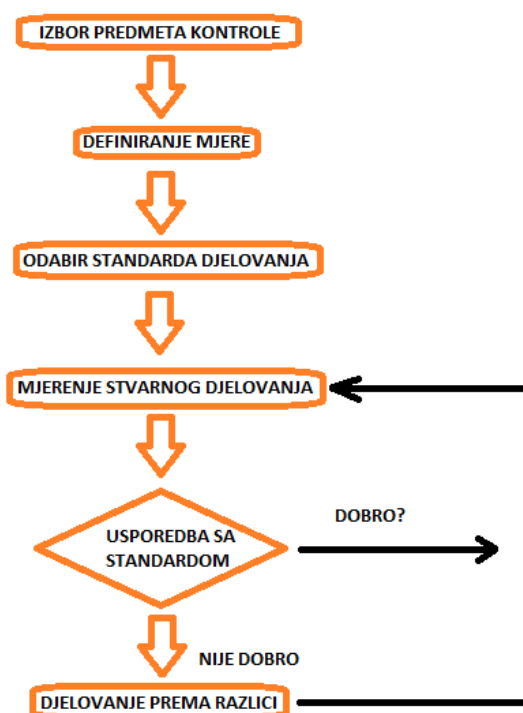 IZBOR PREDMETA KONTROLE
DEFINIRANJE MJERE
ODABIR STANDARDA DJELOVANJA
MJERENJE STVARNOG DJELOVANJA
USPOREDBA SA
STANDARDOM
DOBRO?
NIJE DOBRO
DJELOVANJE PREMA RAZLICI